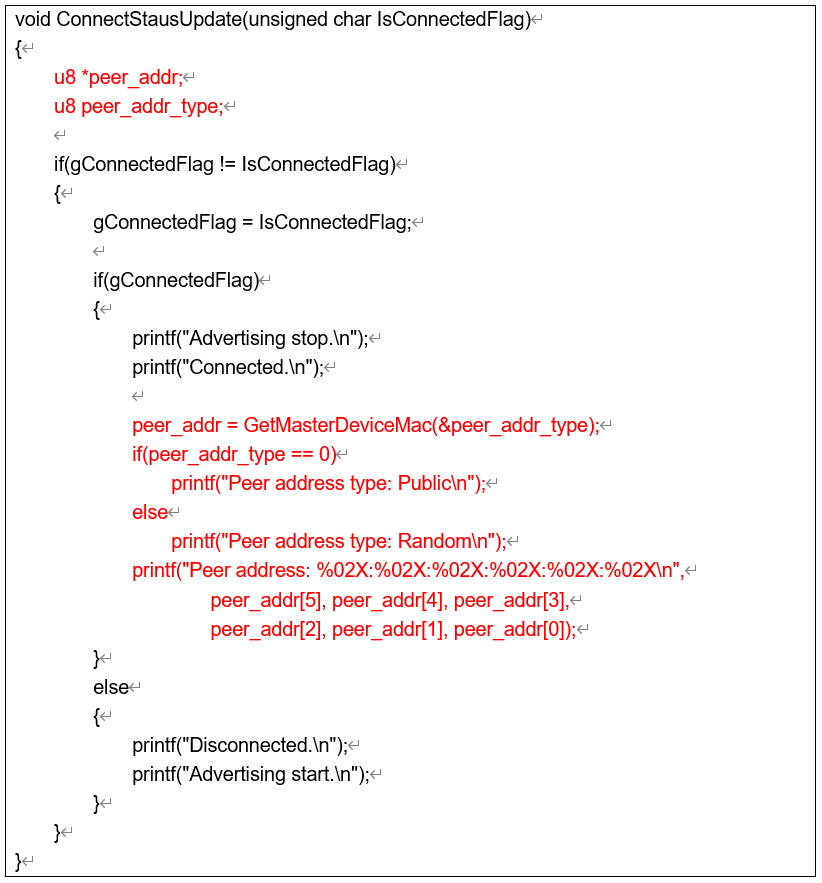 void ConnectStausUpdate(unsigned char IsConnectedFlag)↵
{↵
u8 *peer_addr;↵
u8 peer_addr_type;↵
↵
if(gConnectedFlag != IsConnectedFlag)↵
{↵
gConnectedFlag = IsConnectedFlag;↵
↵
if(gConnectedFlag)↵
{↵
printf("Advertising stop.\n");↵
printf("Connected.\n");↵
↵
peer_addr = GetMasterDeviceMac(&peer_addr_type);↵
if(peer_addr_type == 0)↵
printf("Peer address type: Public\n");↵
else↵
printf("Peer address type: Random\n");↵
printf("Peer address: %02X:%02X:%02X:%02X:%02X:%02X\n",↵
peer_addr[5], peer_addr[4], peer_addr[3],↵
peer_addr[2], peer_addr[1], peer_addr[0]);↵
}↵
else↵
{↵
printf("Disconnected.\n");↵
printf("Advertising start.\n");↵
}↵
}↵
}↵